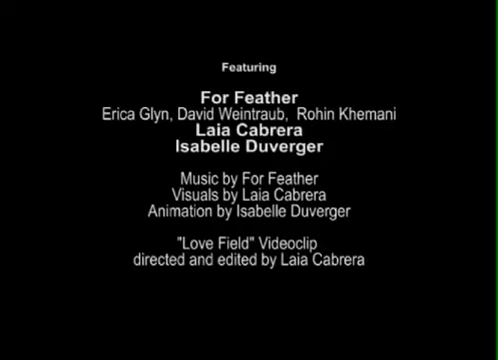 Featuring
For Feather
Erica Glyn, David Weintraub, Rohin Khemani
Laia Cabrera
Isabelle Duverger
Music by For Feather
Visuals by Laia Cabrera
Animation by Isabelle Duverger
"Love Field" Videoclip
directed and edited by Laia Cabrera